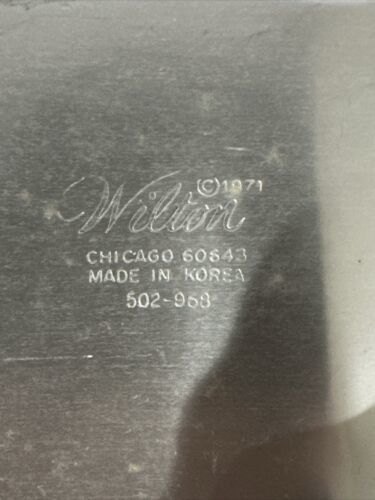 ©1971
Wilton
CHICAGO 60643
MADE IN KOREA
502-968